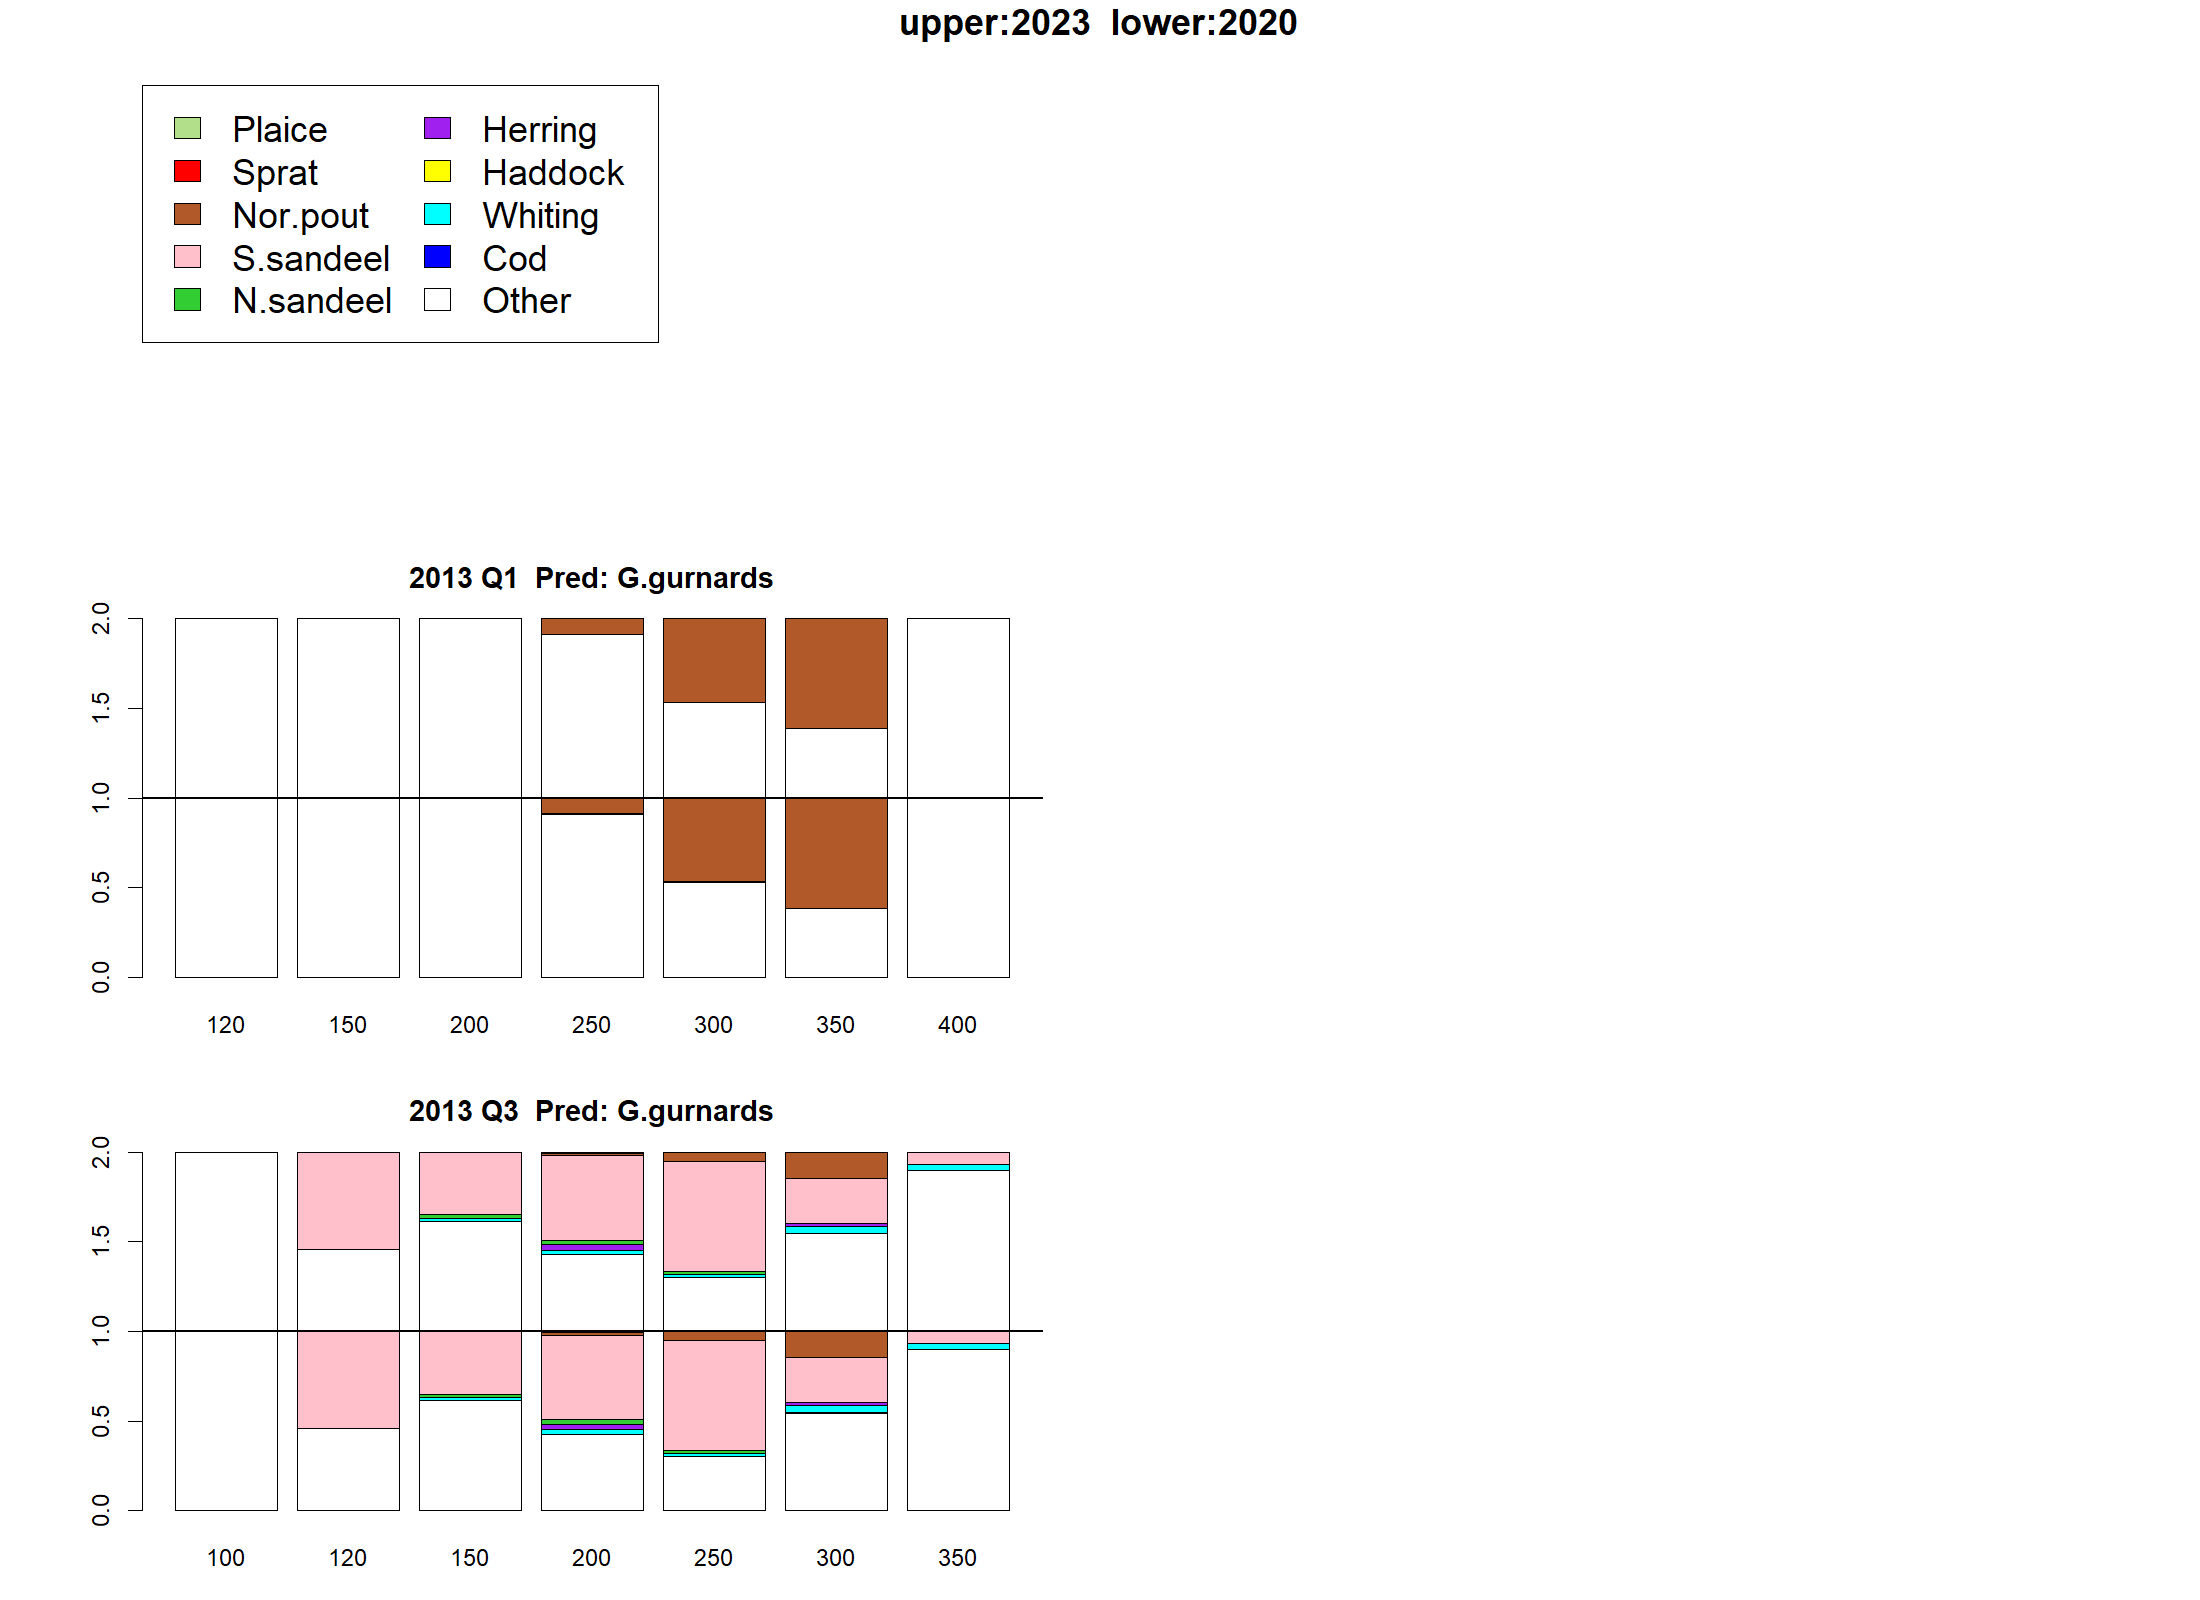 upper:2023  lower:2020
Plaice
Sprat
Nor.pout
S.sandeel
N.sandeel
Herring
Haddock
Whiting
Cod
Other
2013 Q1  Pred: G.gurnards
2.0
1.5
1.0
0.5
0.0
120 150 200 250 300 350 400
2013 Q3  Pred: G.gurnards
2.0
1.5
1.0
0.5
0.0
100 120 150 200 250 300 350